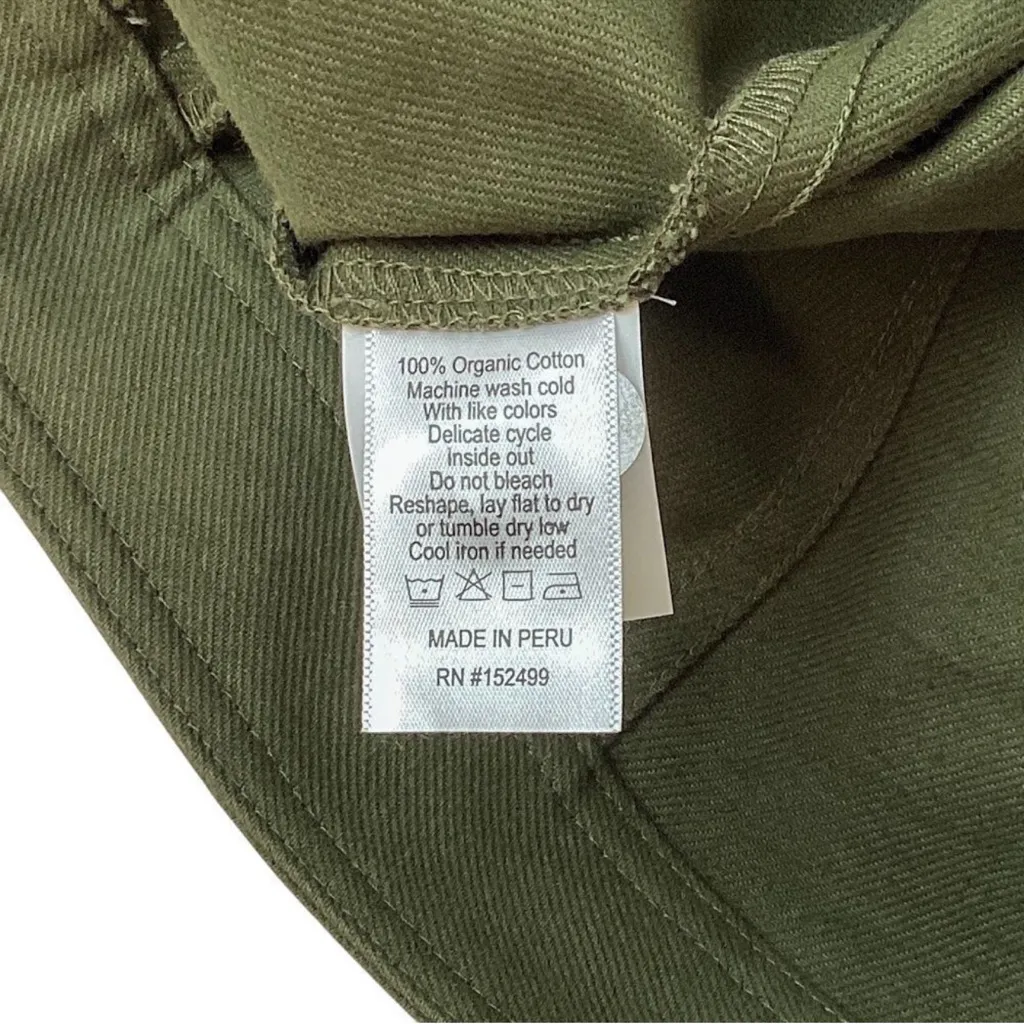 100% Organic Cotton
Machine wash cold
With like colors
Delicate cycle
Inside out
Do not bleach
Reshape, lay flat to dry
or tumble dry low
Cool iron if needed
MADE IN PERU
RN #152499